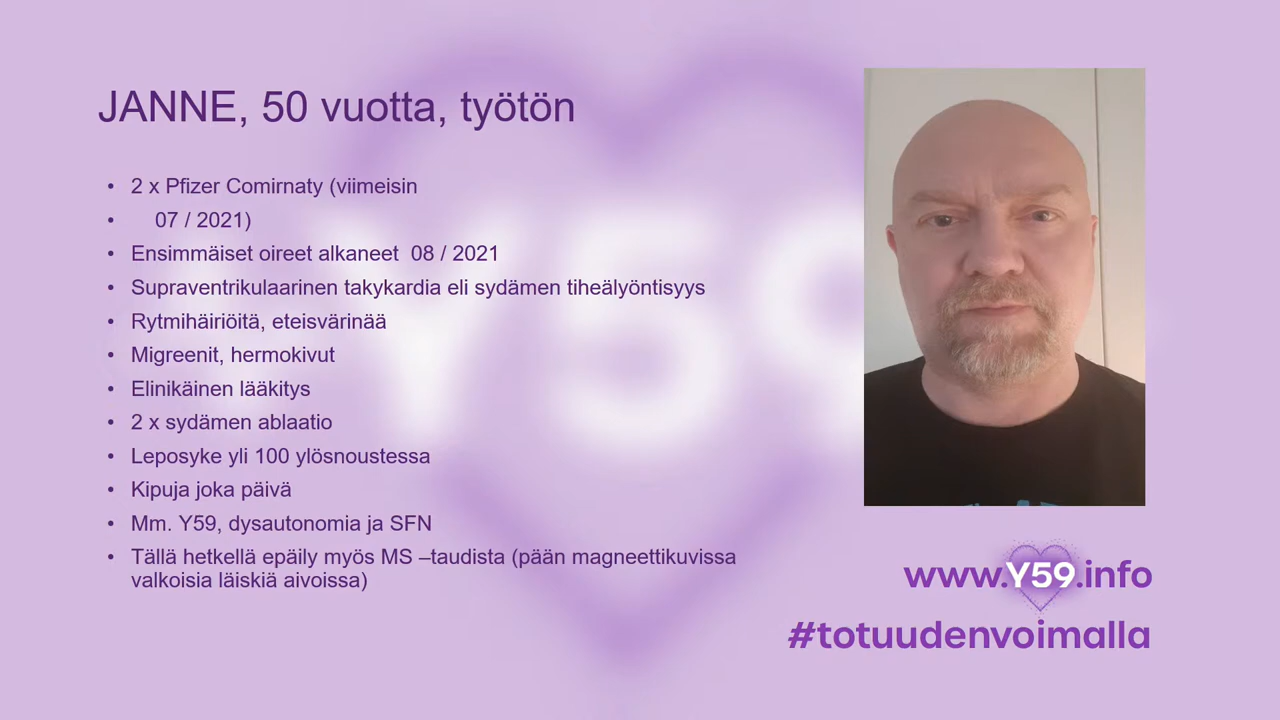 JANNE, 50 vuotta, työtön
• 2 x Pfizer Comirnaty (viimeisin
• 07 / 2021)
• Ensimmäiset oireet alkaneet 08 / 2021
• Supraventrikulaarinen takykardia eli sydämen tiheälyöntisyys
• Rytmihäiriöitä, eteisvärinää
• Migreenit, hermokivut
• Elinikäinen lääkitys
• 2 x sydämen ablaatio
• Leposyke yli 100 ylösnoustessa
• Kipuja joka päivä
• Mm. Y59, dysautonomia ja SFN
• Tällä hetkellä epäily myös MS –taudista (pään magneettikuvissa
valkoisia läiskiä aivoissa)
Y59
www.Y59.info
#totuudenvoimalla